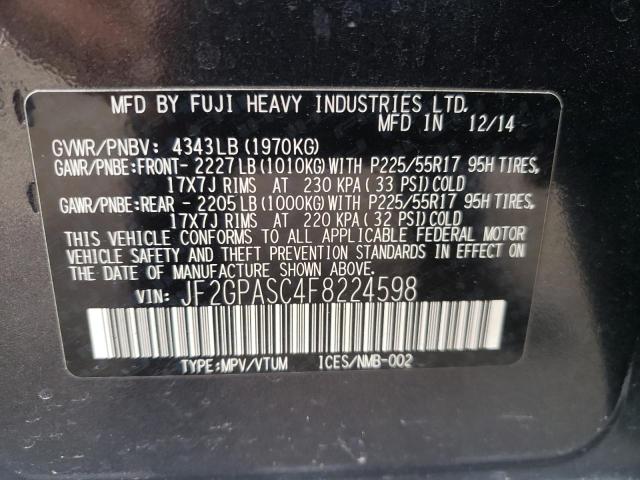 MFD BY FUJI HEAVY INDUSTRIES LTD.
MFD IN 12/14
GVWR/PNBV: 4343LB (1970KG)
GAWR/PNBE:FRONT- 2227LB (1010KG) WITH P225/55R17 95H TIRES,
17X7J RIMS AT 230 KPA (33 PSI) COLD
GAWR/PNBE:REAR - 2205LB (1000KG) WITH P225/55R17 95H TIRES,
17X7J RIMS AT 220 KPA (32 PSI) COLD
THIS VEHICLE CONFORMS TO ALL APPLICABLE FEDERAL MOTOR
VEHICLE SAFETY AND THEFT PREVENTION STANDARDS IN EFFECT ON
THE DATE OF MANUFACTURE SHOWN ABOVE.
VIN: JF2GPASC4F8224598
TYPE:MPV/VTUM ICES/NMB-002